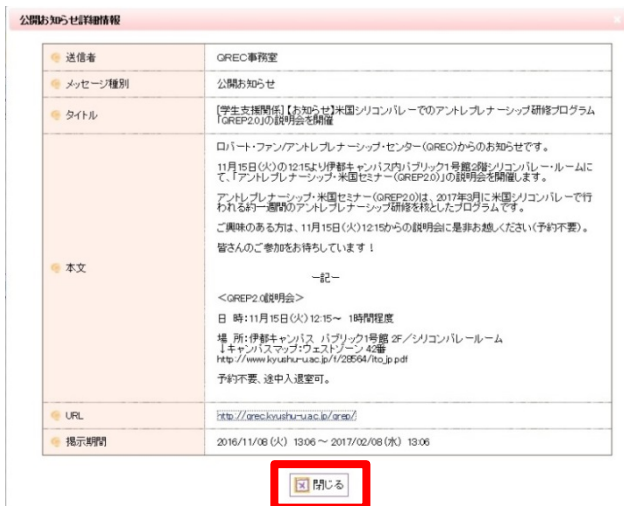 公開お知らせ詳細情報
送信者
QREC事務室
メッセージ種別
公開お知らせ
タイトル
[学生支援関係]【お知らせ】米国シリコンバレーでのアントレプレナーシップ研修プログラム
「QREP2.0」の説明会を開催
本文
ロバート・ファン/アントレプレナーシップ・センター(QREC)からのお知らせです。
11月15日(火)の12:15より伊都キャンパス内パブリック1号館2階シリコンバレー・ルームに
て、「アントレプレナーシップ・米国セミナー(QREP2.0)」の説明会を開催します。
アントレプレナーシップ・米国セミナー(QREP2.0)は、2017年3月に米国シリコンバレーで行
われる約一週間のアントレプレナーシップ研修を核としたプログラムです。
ご興味のある方は、11月15日(火)12:15からの説明会に是非お越しください(予約不要)。
皆さんのご参加をお待ちしています!
ー記ー
<QREP2.0説明会>
日 時:11月15日(火)12:15~ 1時間程度
場 所:伊都キャンパス パブリック1号館 2F/シリコンバレールーム
↓キャンパスマップ:ウェストゾーン 42番
http://www.kyushu-u.ac.jp/f/28564/ito_jp.pdf
予約不要、途中入退室可。
URL
http://qrec.kyushu-u.ac.jp/qrep/
掲示期間
2016/11/08(火) 13:06 ~ 2017/02/08(水) 13:06
閉じる